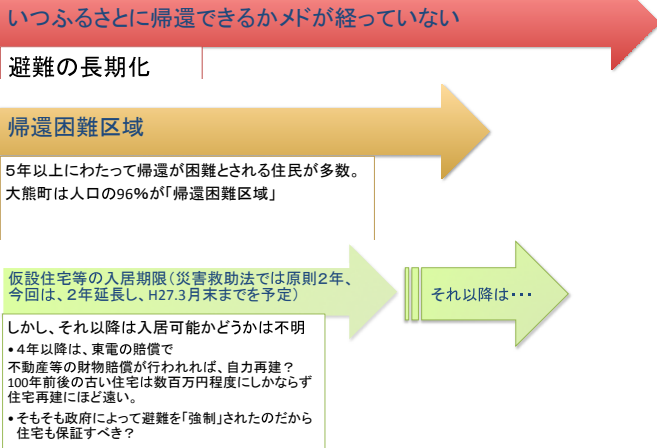 いつふるさとに帰還できるかメドが経っていない
避難の長期化
帰還困難区域
５年以上にわたって帰還が困難とされる住民が多数。
大熊町は人口の96%が「帰還困難区域」
仮設住宅等の入居期限(災害救助法では原則２年、
今回は、２年延長し、H27.3月末までを予定)
それ以降は・・・
しかし、それ以降は入居可能かどうかは不明
•４年以降は、東電の賠償で
不動産等の財物賠償が行われれば、自力再建？
100年前後の古い住宅は数百万円程度にしかならず
住宅再建にほど遠い。
•そもそも政府によって避難を「強制」されたのだから
住宅も保証すべき？